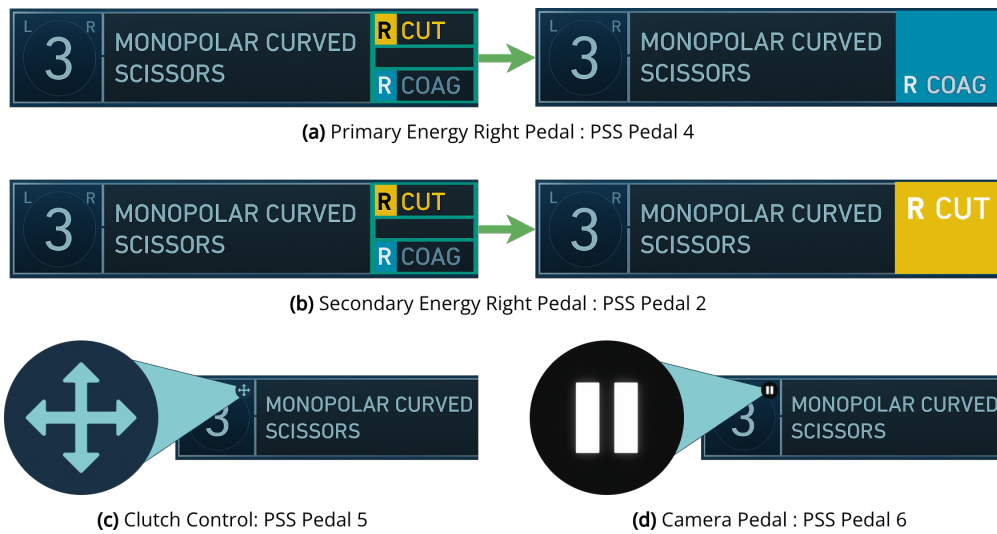 L R
3
MONOPOLAR CURVED
SCISSORS
R CUT
R COAG
L R
3
MONOPOLAR CURVED
SCISSORS
R COAG
(a) Primary Energy Right Pedal : PSS Pedal 4
L R
3
MONOPOLAR CURVED
SCISSORS
R CUT
R COAG
L R
3
MONOPOLAR CURVED
SCISSORS
R CUT
(b) Secondary Energy Right Pedal : PSS Pedal 2
3
MONOPOLAR CURVED
SCISSORS
3
MONOPOLAR CURVED
SCISSORS
(c) Clutch Control: PSS Pedal 5
(d) Camera Pedal : PSS Pedal 6